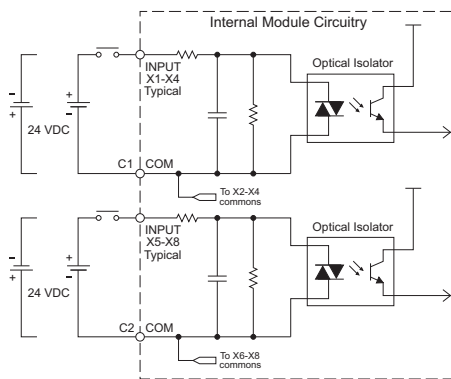 Internal Module Circuitry
INPUT
X1-X4
Typical
Optical Isolator
-
+
+
-
24 VDC
C1
COM
To X2-X4
commons
INPUT
X5-X8
Typical
Optical Isolator
+
-
+
-
24 VDC
C2
COM
To X6-X8
commons